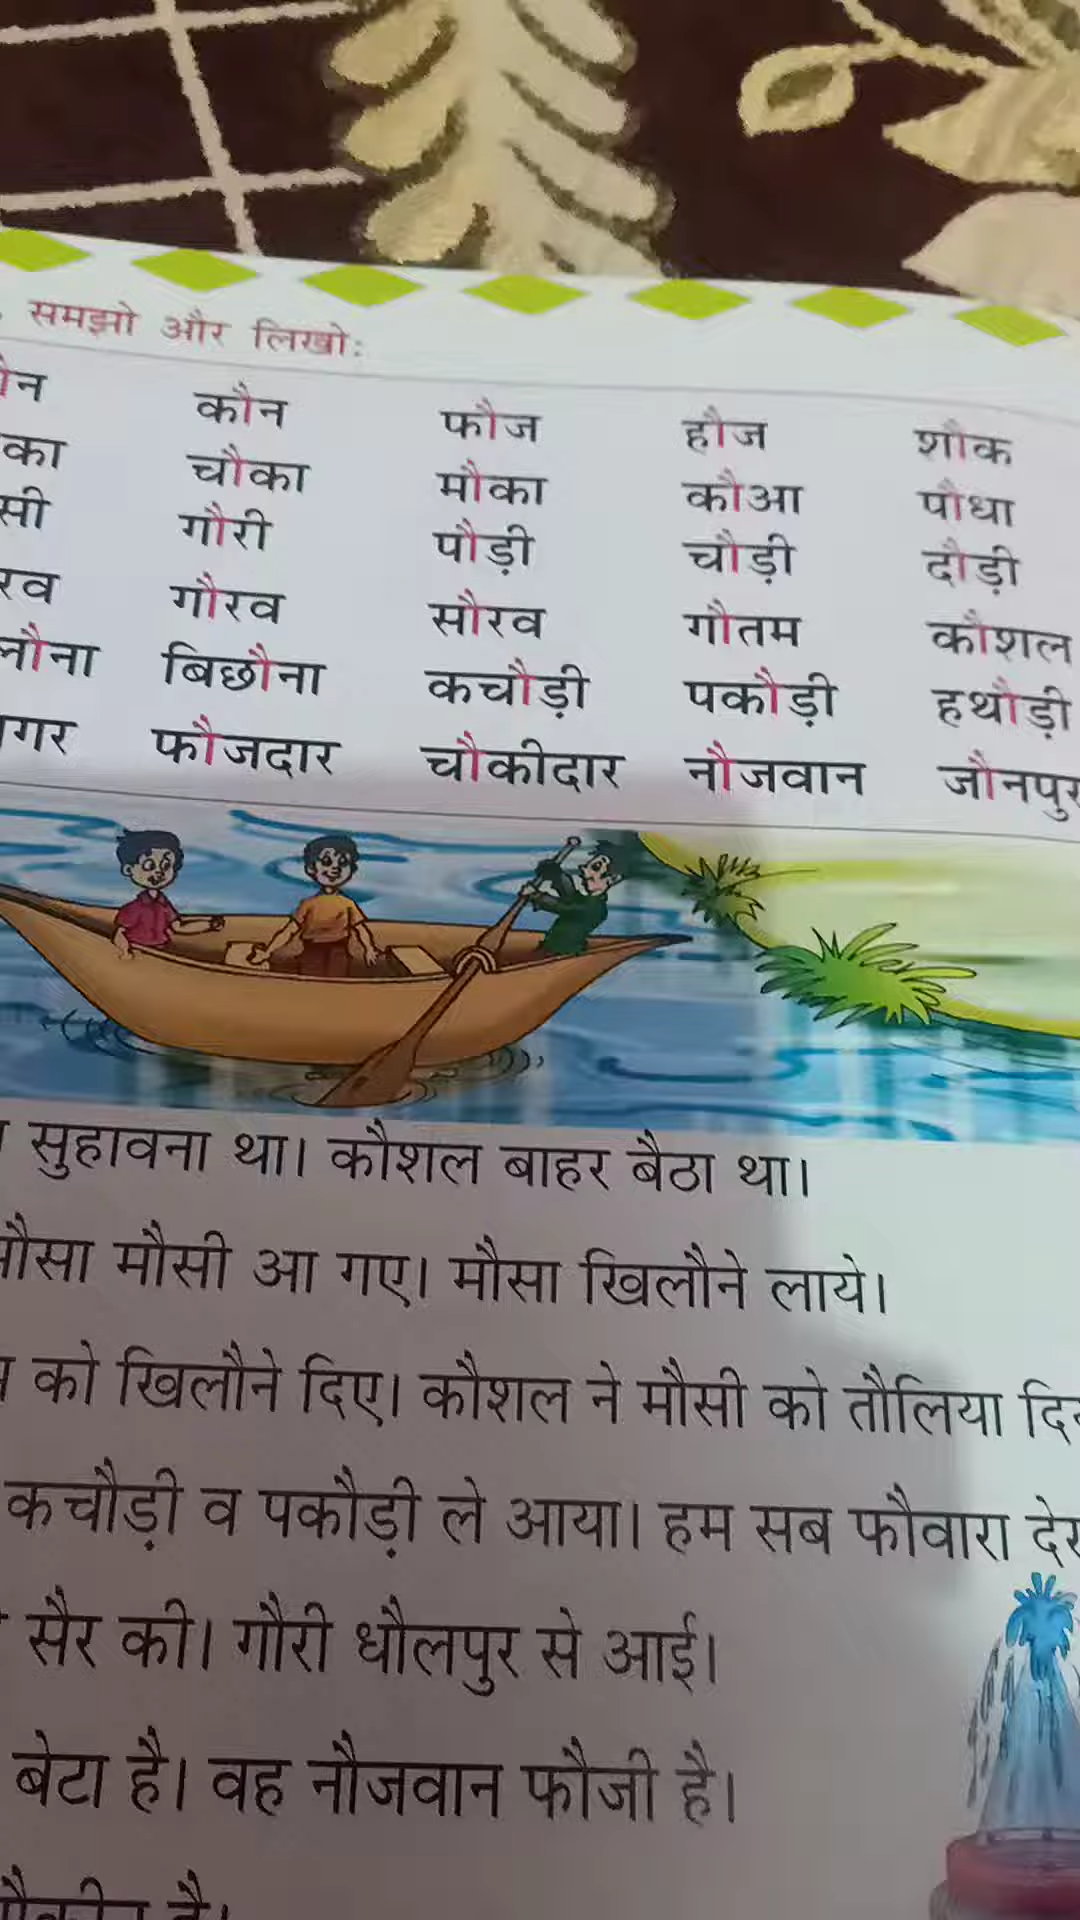 समझो और लिखो:
कौन फौज हौज शौक
चौका मौका कौआ पौधा
गौरी पौड़ी चौड़ी दौड़ी
गौरव सौरव गौतम कौशल
बिछौना कचौड़ी पकौड़ी हथौड़ी
फौजदार चौकीदार नौजवान जौनपुर
सुहावना था। कौशल बाहर बैठा था।
मौसा मौसी आ गए। मौसा खिलौने लाये।
को खिलौने दिए। कौशल ने मौसी को तौलिया
कचौड़ी व पकौड़ी ले आया। हम सब फौवारा
सैर की। गौरी धौलपुर से आई।
बेटा है। वह नौजवान फौजी है।
है।